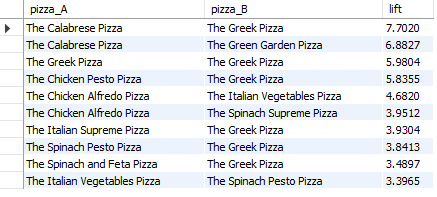 pizza_A pizza_B lift
The Calabrese Pizza The Greek Pizza 7.7020
The Calabrese Pizza The Green Garden Pizza 6.8827
The Greek Pizza The Greek Pizza 5.9804
The Chicken Pesto Pizza The Greek Pizza 5.8355
The Chicken Alfredo Pizza The Italian Vegetables Pizza 4.6820
The Chicken Alfredo Pizza The Spinach Supreme Pizza 3.9512
The Italian Supreme Pizza The Greek Pizza 3.9304
The Spinach Pesto Pizza The Greek Pizza 3.8413
The Spinach and Feta Pizza The Greek Pizza 3.4897
The Italian Vegetables Pizza The Spinach Pesto Pizza 3.3965